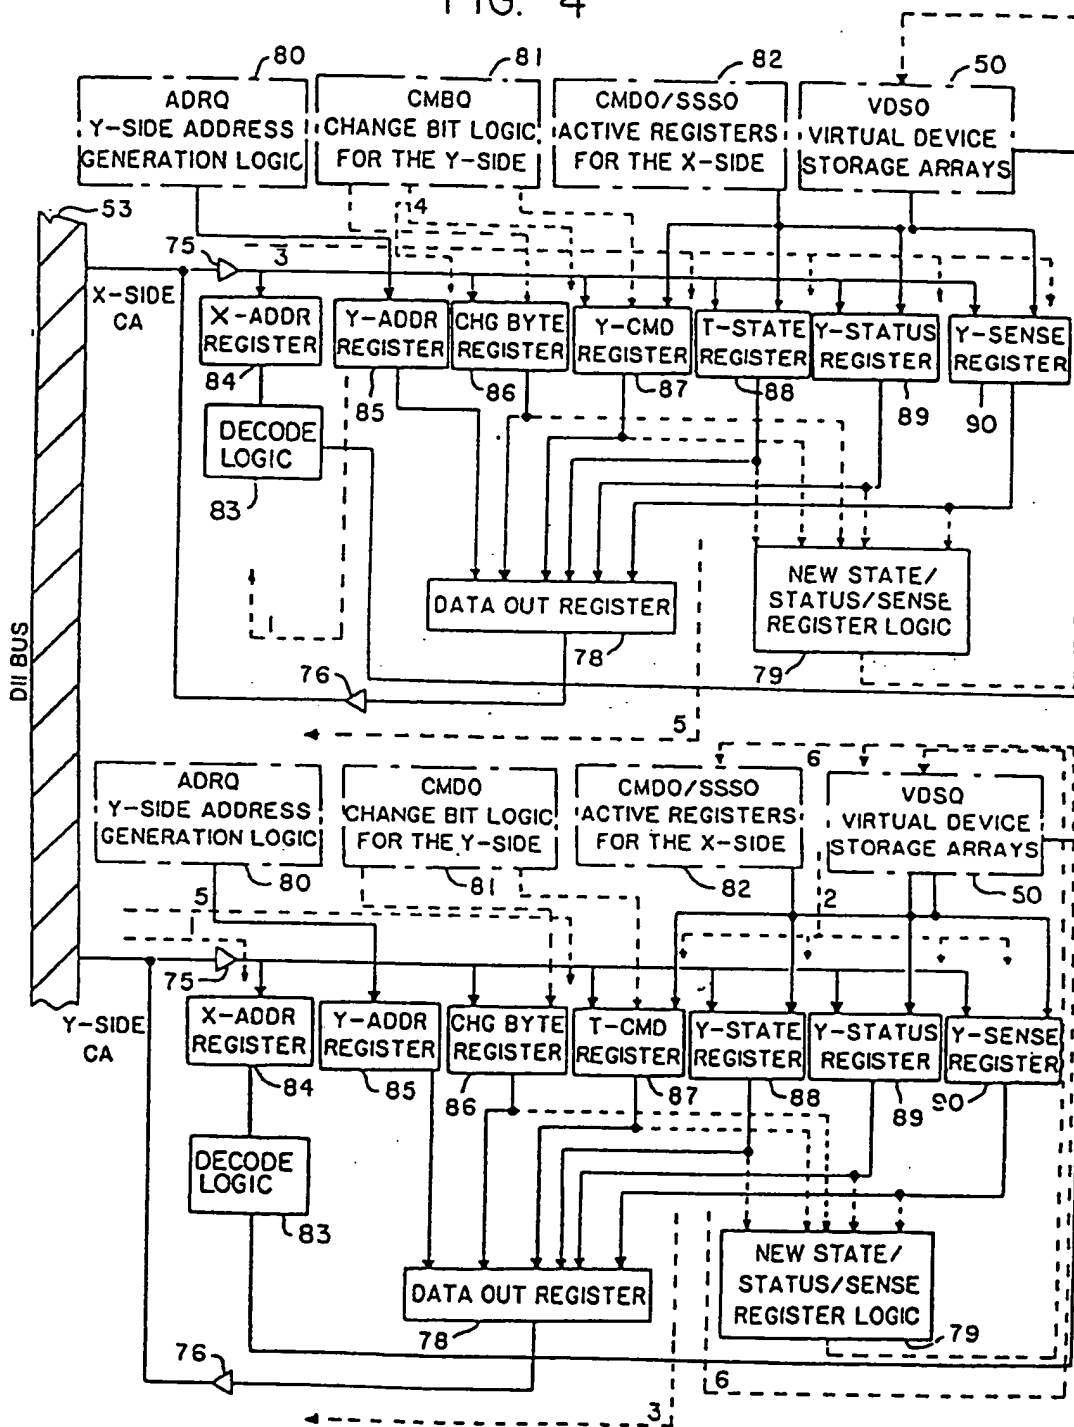 FIG. 4
80
81
82
50
ADRQ
Y-SIDE ADDRESS
GENERATION LOGIC
CMBQ
CHANGE BIT LOGIC
FOR THE Y-SIDE
CMDO/SSSO
ACTIVE REGISTERS
FOR THE X-SIDE
VDSO
VIRTUAL DEVICE
STORAGE ARRAYS
53
4
75
3
X-SIDE
CA
X-ADDR
REGISTER
84
Y-ADDR
REGISTER
85
CHG BYTE
REGISTER
86
Y-CMD
REGISTER
87
T-STATE
REGISTER
88
Y-STATUS
REGISTER
89
Y-SENSE
REGISTER
90
DECODE
LOGIC
83
1
DATA OUT REGISTER
78
NEW STATE/
STATUS/SENSE
REGISTER LOGIC
79
DII BUS
76
5
6
ADRQ
Y-SIDE ADDRESS
GENERATION LOGIC
80
CMDO
CHANGE BIT LOGIC
FOR THE Y-SIDE
81
CMDO/SSSO
ACTIVE REGISTERS
FOR THE X-SIDE
82
VDSQ
VIRTUAL DEVICE
STORAGE ARRAYS
50
5
2
1
75
Y-SIDE
CA
X-ADDR
REGISTER
84
Y-ADDR
REGISTER
85
CHG BYTE
REGISTER
86
T-CMD
REGISTER
87
Y-STATE
REGISTER
88
Y-STATUS
REGISTER
89
Y-SENSE
REGISTER
90
DECODE
LOGIC
83
DATA OUT REGISTER
78
NEW STATE/
STATUS/SENSE
REGISTER LOGIC
79
76
6
3